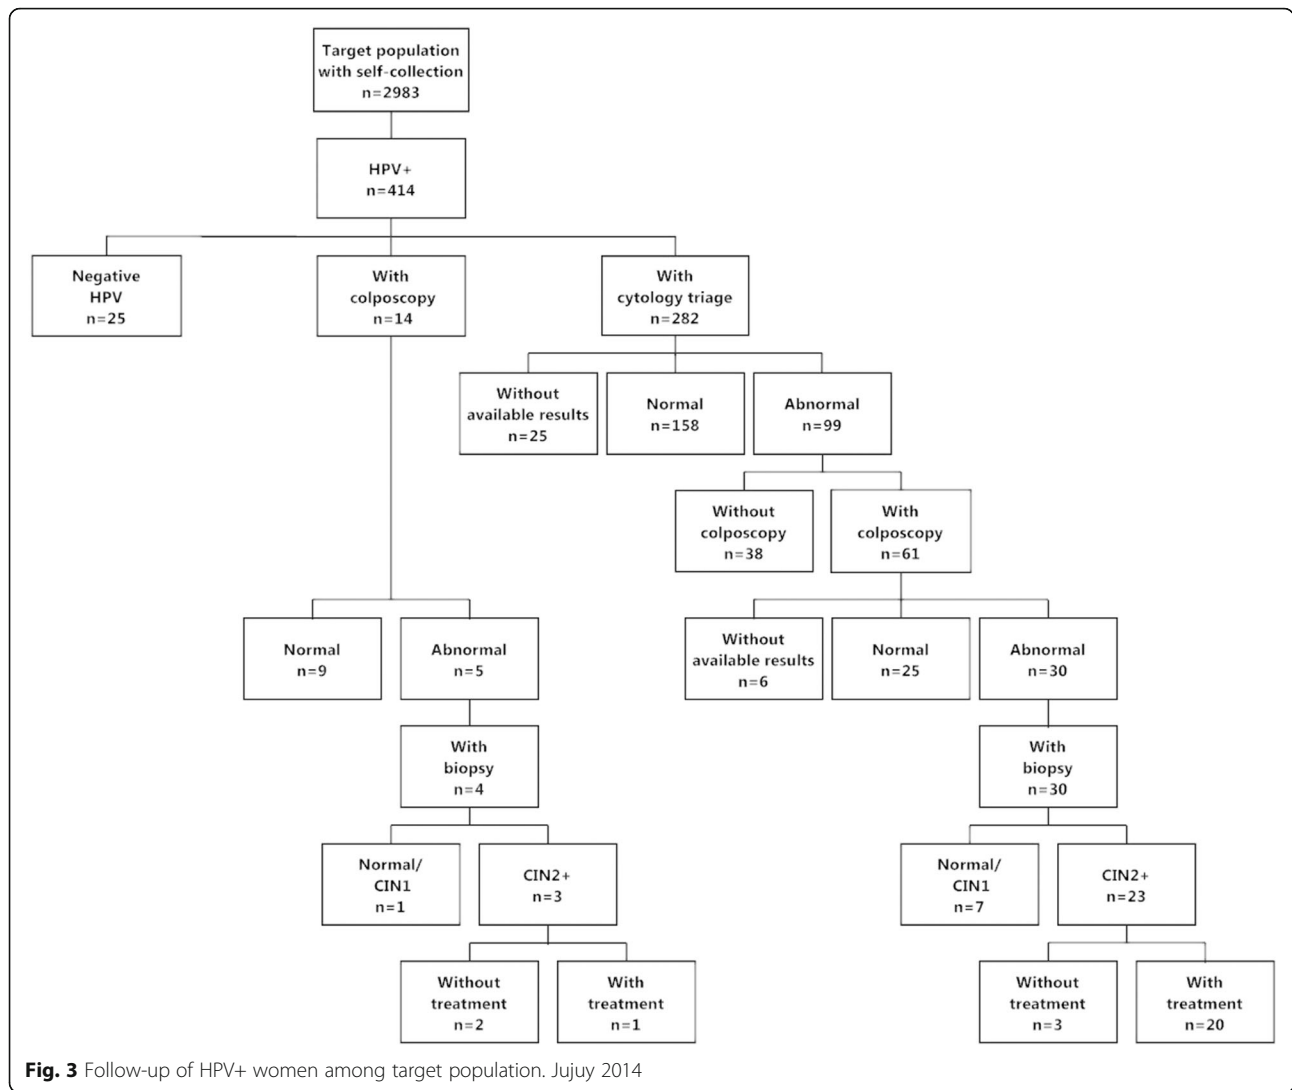 Target population
with self-collection
n=2983
HPV+
n=414
Negative
HPV
n=25
With
colposcopy
n=14
With
cytology triage
n=282
Without
available results
n=25
Normal
n=158
Abnormal
n=99
Without
colposcopy
n=38
With
colposcopy
n=61
Normal
n=9
Abnormal
n=5
Without
available results
n=6
Normal
n=25
Abnormal
n=30
With
biopsy
n=4
With
biopsy
n=30
Normal/
CIN1
n=1
CIN2+
n=3
Normal/
CIN1
n=7
CIN2+
n=23
Without
treatment
n=2
With
treatment
n=1
Without
treatment
n=3
With
treatment
n=20
Fig. 3 Follow-up of HPV+ women among target population. Jujuy 2014